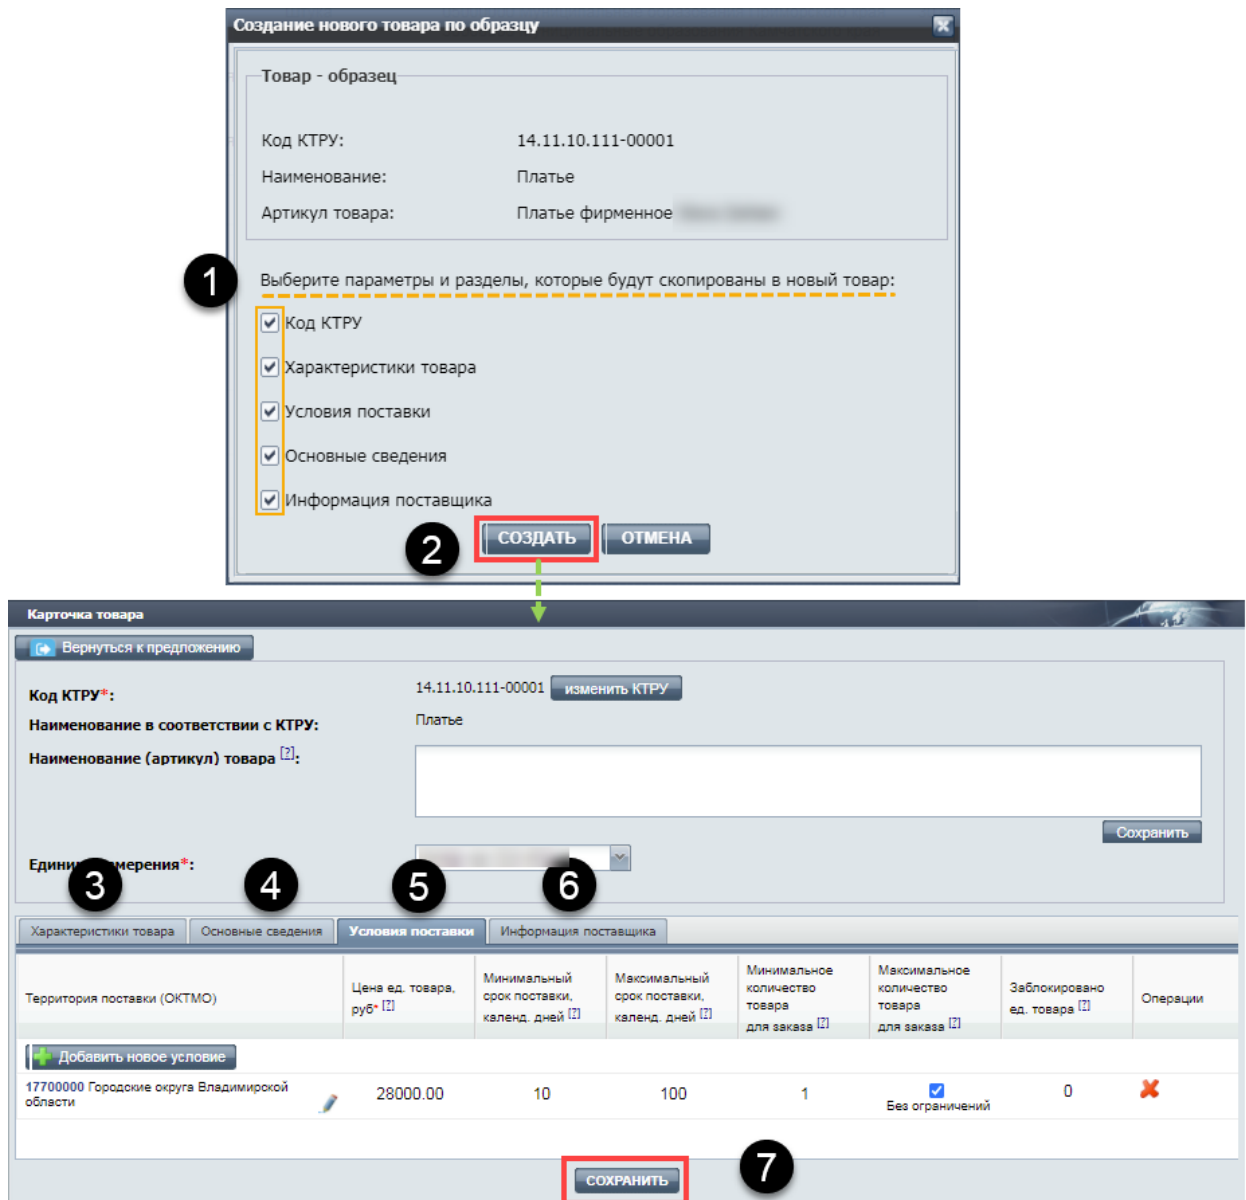 Создание нового товара по образцу
Товар - образец
Код КТРУ: 14.11.10.111-00001
Наименование: Платье
Артикул товара: Платье фирменное
1
Выберите параметры и разделы, которые будут скопированы в новый товар:
Код КТРУ
Характеристики товара
Условия поставки
Основные сведения
Информация поставщика
2
СОЗДАТЬ ОТМЕНА
Карточка товара
Вернуться к предложению
Код КТРУ*: 14.11.10.111-00001 изменить КТРУ
Наименование в соответствии с КТРУ: Платье
Наименование (артикул) товара [?]:
Сохранить
3 4 5 6
Характеристики товара Основные сведения Условия поставки Информация поставщика
Территория поставки (ОКТМО)
Цена ед. товара,
руб* [?]
Минимальный
срок поставки,
календ. дней [?]
Максимальный
срок поставки,
календ. дней [?]
Минимальное
количество
товара
для заказа [?]
Максимальное
количество
товара
для заказа [?]
Заблокировано
ед. товара [?]
Операции
Добавить новое условие
17700000 Городские округа Владимирской
области
28000.00 10 100 1
Без ограничений
0
СОХРАНИТЬ
7